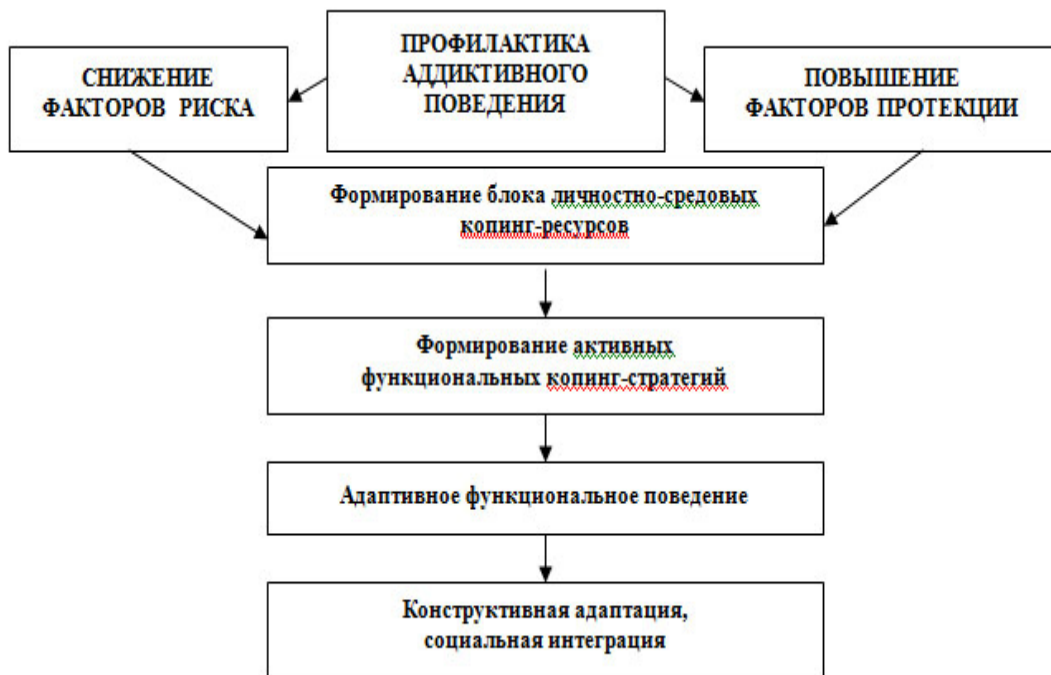 ПРОФИЛАКТИКА
АДДИКТИВНОГО
ПОВЕДЕНИЯ
СНИЖЕНИЕ
ФАКТОРОВ РИСКА
ПОВЫШЕНИЕ
ФАКТОРОВ ПРОТЕКЦИИ
Формирование блока личностно-средовых
копинг-ресурсов
Формирование активных
функциональных копинг-стратегий
Адаптивное функциональное поведение
Конструктивная адаптация,
социальная интеграция